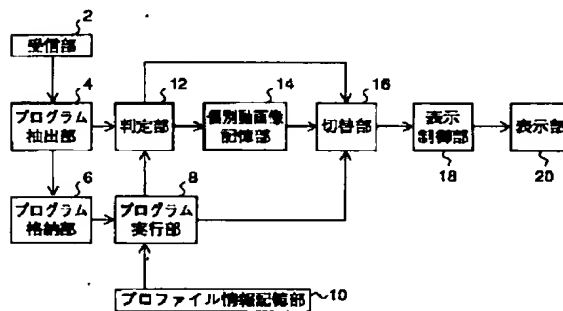 2
受信部
4
プログラム
抽出部
12
判定部
14
個別動画像
記憶部
16
切替部
表示
制御部
18
表示部
20
6
プログラム
格納部
8
プログラム
実行部
プロファイル情報記憶部
10